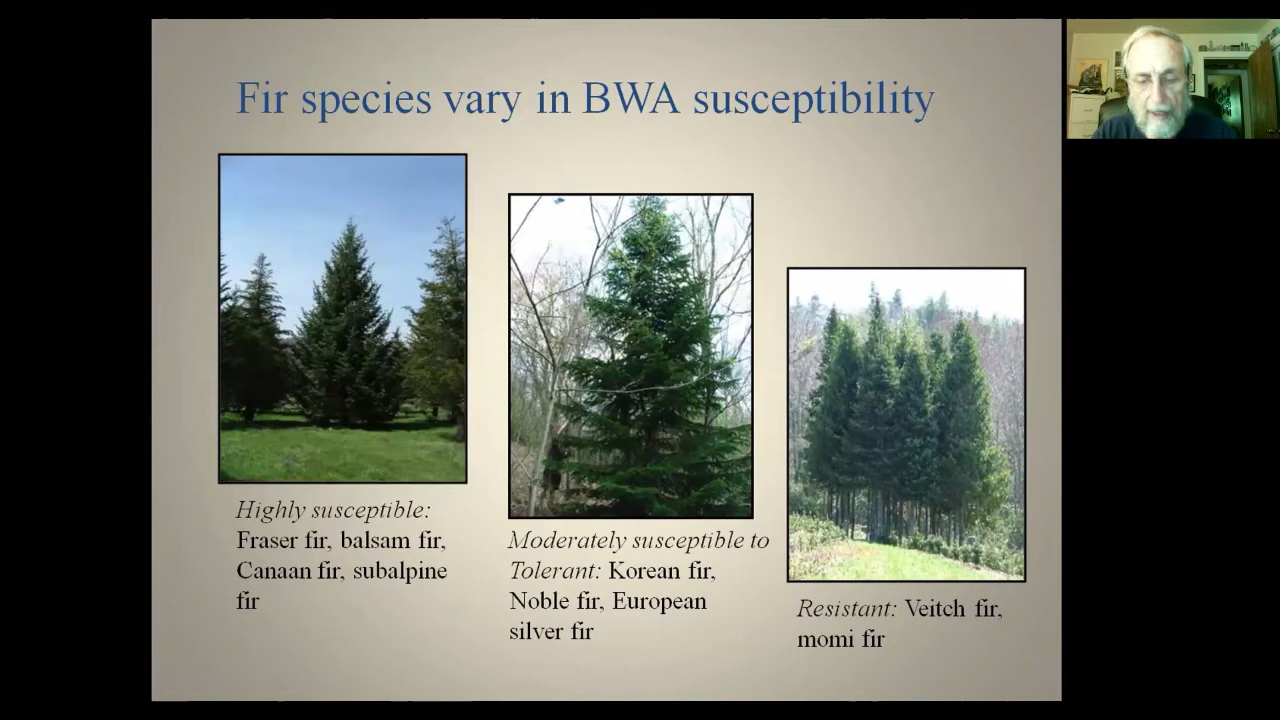 Fir species vary in BWA susceptibility
Highly susceptible:
Fraser fir, balsam fir,
Canaan fir, subalpine
fir
Moderately susceptible to
Tolerant: Korean fir,
Noble fir, European
silver fir
Resistant: Veitch fir,
momi fir